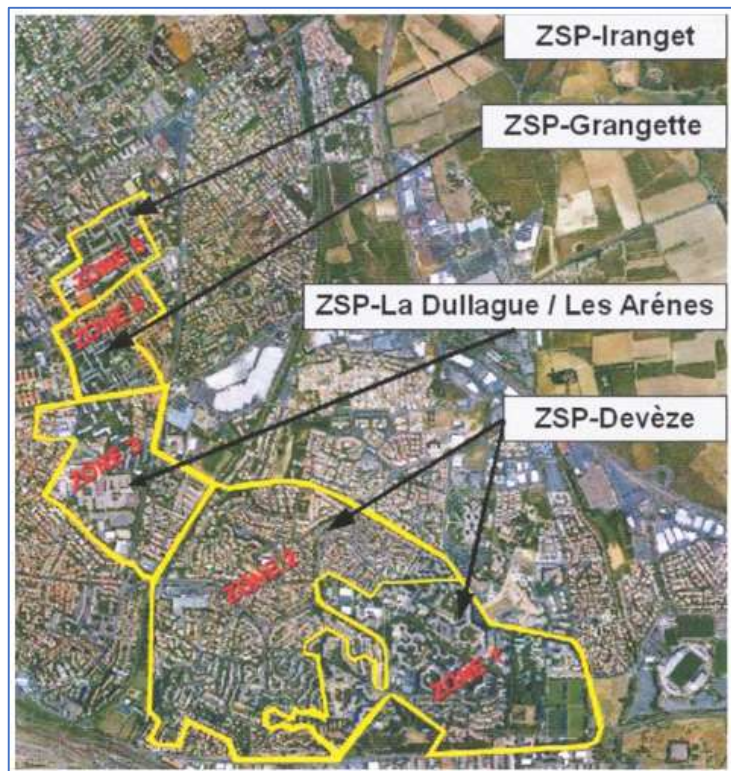 ZSP-Iranget
ZSP-Grangette
ZONE 5
ZONE 4
ZSP-La Dullague / Les Arénes
ZSP-Devèze
ZONE 3
ZONE 2
ZONE 1